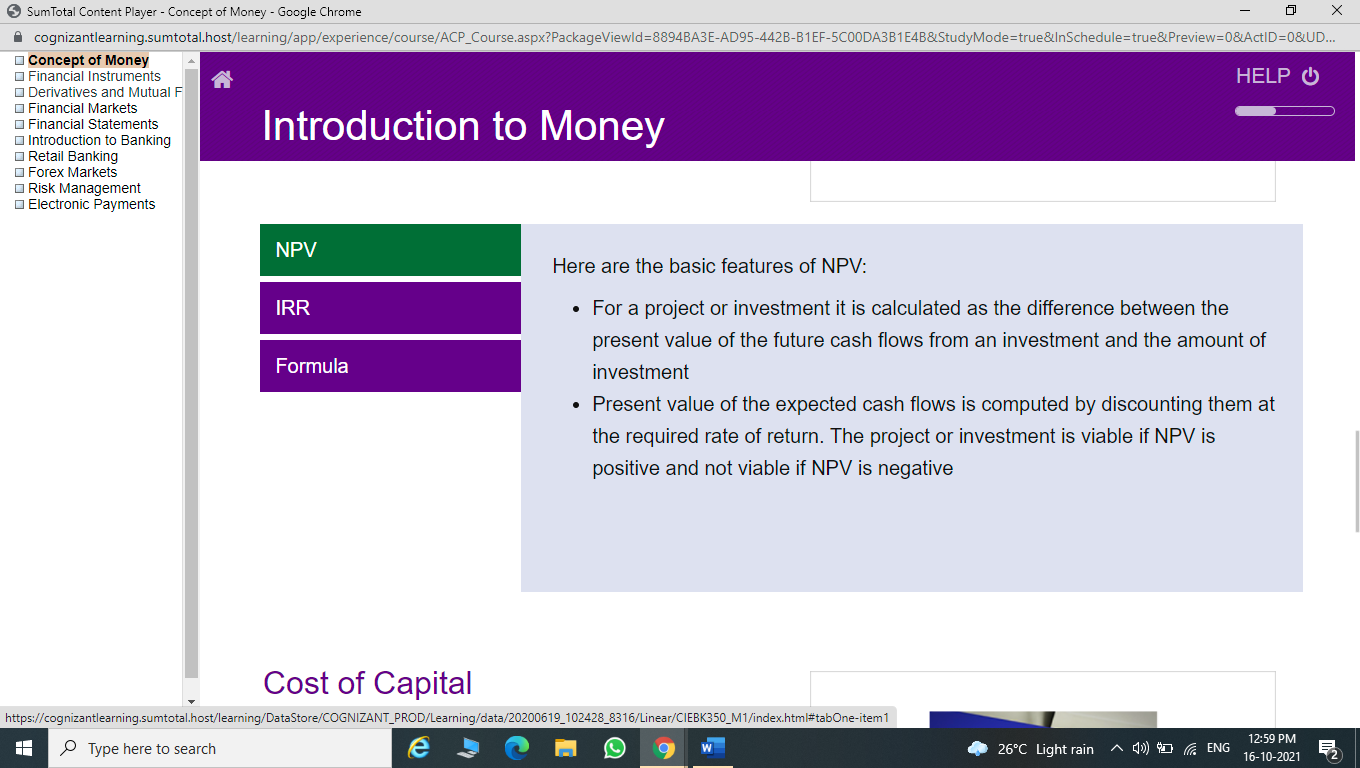 SumTotal Content Player - Concept of Money - Google Chrome
cognizantlearning.sumtotal.host/learning/app/experience/course/ACP_Course.aspx?PackageViewId=8894BA3E-AD95-442B-B1EF-5C00DA3B1E4B&StudyMode=true&InSchedule=true&Preview=0&ActID=0&UD...
Concept of Money
Financial Instruments
Derivatives and Mutual F
Financial Markets
Financial Statements
Introduction to Banking
Retail Banking
Forex Markets
Risk Management
Electronic Payments
HELP
Introduction to Money
NPV
IRR
Formula
Here are the basic features of NPV:
• For a project or investment it is calculated as the difference between the
present value of the future cash flows from an investment and the amount of
investment
• Present value of the expected cash flows is computed by discounting them at
the required rate of return. The project or investment is viable if NPV is
positive and not viable if NPV is negative
Cost of Capital
https://cognizantlearning.sumtotal.host/learning/DataStore/COGNIZANT_PROD/Learning/data/20200619_102428_8316/Linear/CIEBK350_M1/index.html#tabOne-item1
Type here to search
26°C Light rain
ENG
12:59 PM
16-10-2021
2